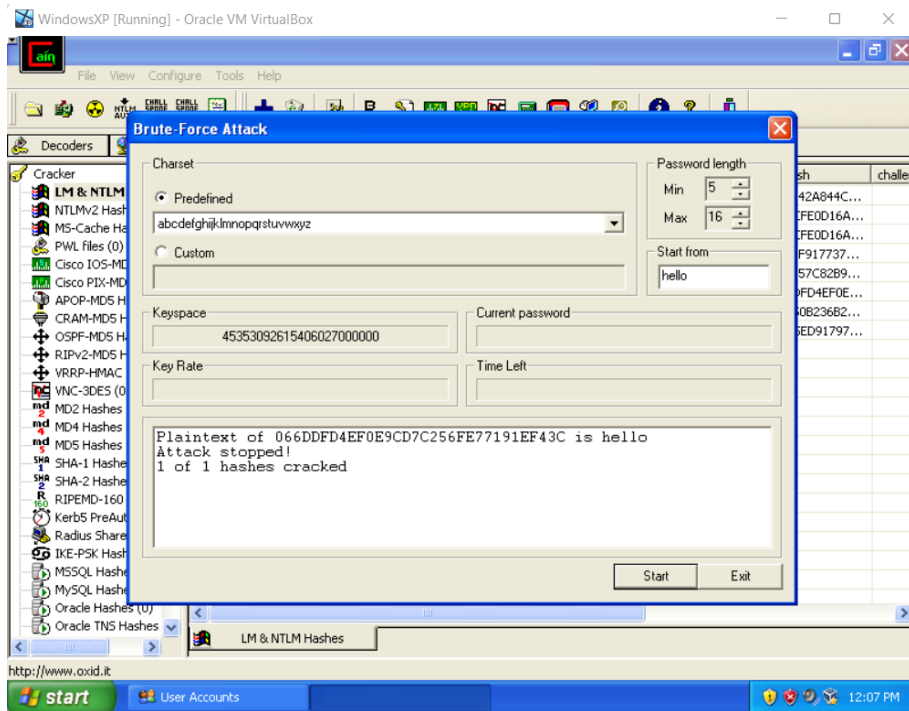 WindowsXP [Running] - Oracle VM VirtualBox
File View Configure Tools Help
Decoders
Brute-Force Attack
Cracker
LM & NTLM
NTLMv2 Hash
MS-Cache Ha
PWL files (0)
Cisco IOS-MD
Cisco PIX-MD
APOP-MD5 H
CRAM-MD5 H
OSPF-MD5 H
RIPv2-MD5 H
VRRP-HMAC
VNC-3DES (0
MD2 Hashes
MD4 Hashes
MD5 Hashes
SHA-1 Hashe
SHA-2 Hashe
RIPEMD-160
Kerb5 PreAut
Radius Share
IKE-PSK Hash
MSSQL Hashe
MySQL Hashe
Oracle Hashes (0)
Oracle TNS Hashes
Charset
Predefined
abcdefghijklmnopqrstuvwxyz
Custom
Password length
Min 5
Max 16
Start from
hello
Keyspace
45353092615406027000000
Current password
Key Rate
Time Left
Plaintext of 066DDFD4EF0E9CD7C256FE77191EF43C is hello
Attack stopped!
1 of 1 hashes cracked
Start Exit
sh challe
42A844C...
FE0D16A...
FE0D16A...
F917737...
57C82B9...
FD4EF0E...
0B236B2...
ED91797...
LM & NTLM Hashes
http://www.oxid.it
start User Accounts 12:07 PM